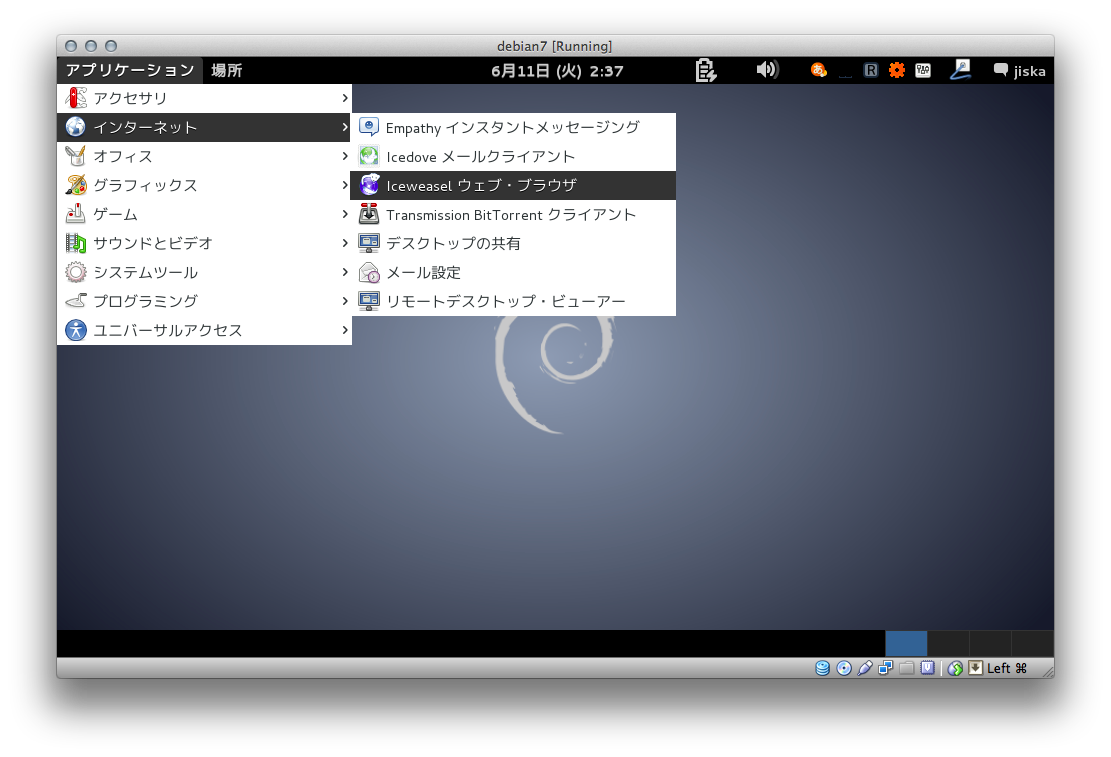 debian7 [Running]
アプリケーション 場所 6月11日 (火) 2:37 あ R jiska
アクセサリ
インターネット
オフィス
グラフィックス
ゲーム
サウンドとビデオ
システムツール
プログラミング
ユニバーサルアクセス
Empathy インスタントメッセージング
Icedove メールクライアント
Iceweasel ウェブ・ブラウザ
Transmission BitTorrent クライアント
デスクトップの共有
メール設定
リモートデスクトップ・ビューアー
Left ⌘